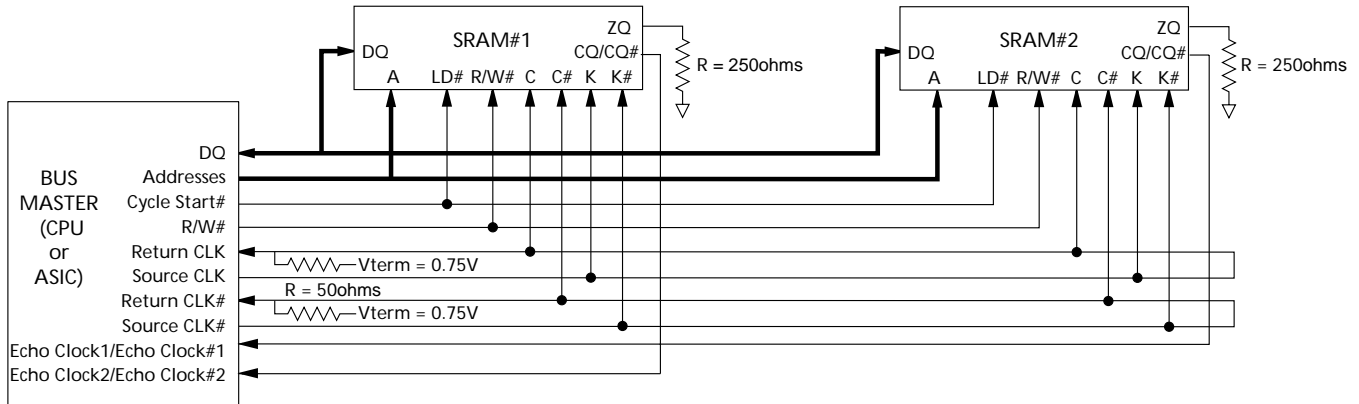 SRAM#1
ZQ
CQ/CQ#
DQ
A LD# R/W# C C# K K#
R = 250ohms
SRAM#2
ZQ
CQ/CQ#
DQ
A LD# R/W# C C# K K#
R = 250ohms
BUS
MASTER
(CPU
or
ASIC)
DQ
Addresses
Cycle Start#
R/W#
Return CLK
Source CLK
Return CLK#
Source CLK#
Echo Clock1/Echo Clock#1
Echo Clock2/Echo Clock#2
Vterm = 0.75V
R = 50ohms
Vterm = 0.75V